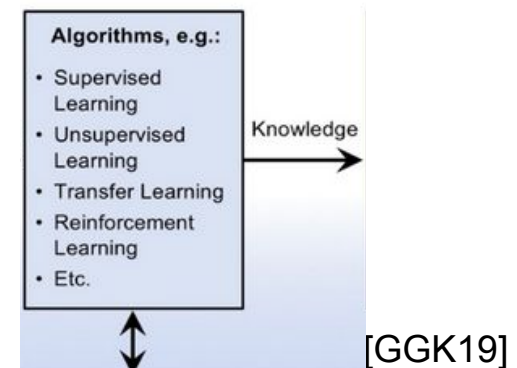 Algorithms, e.g.:
• Supervised
Learning
• Unsupervised
Learning
• Transfer Learning
• Reinforcement
Learning
• Etc.
Knowledge
[GGK19]